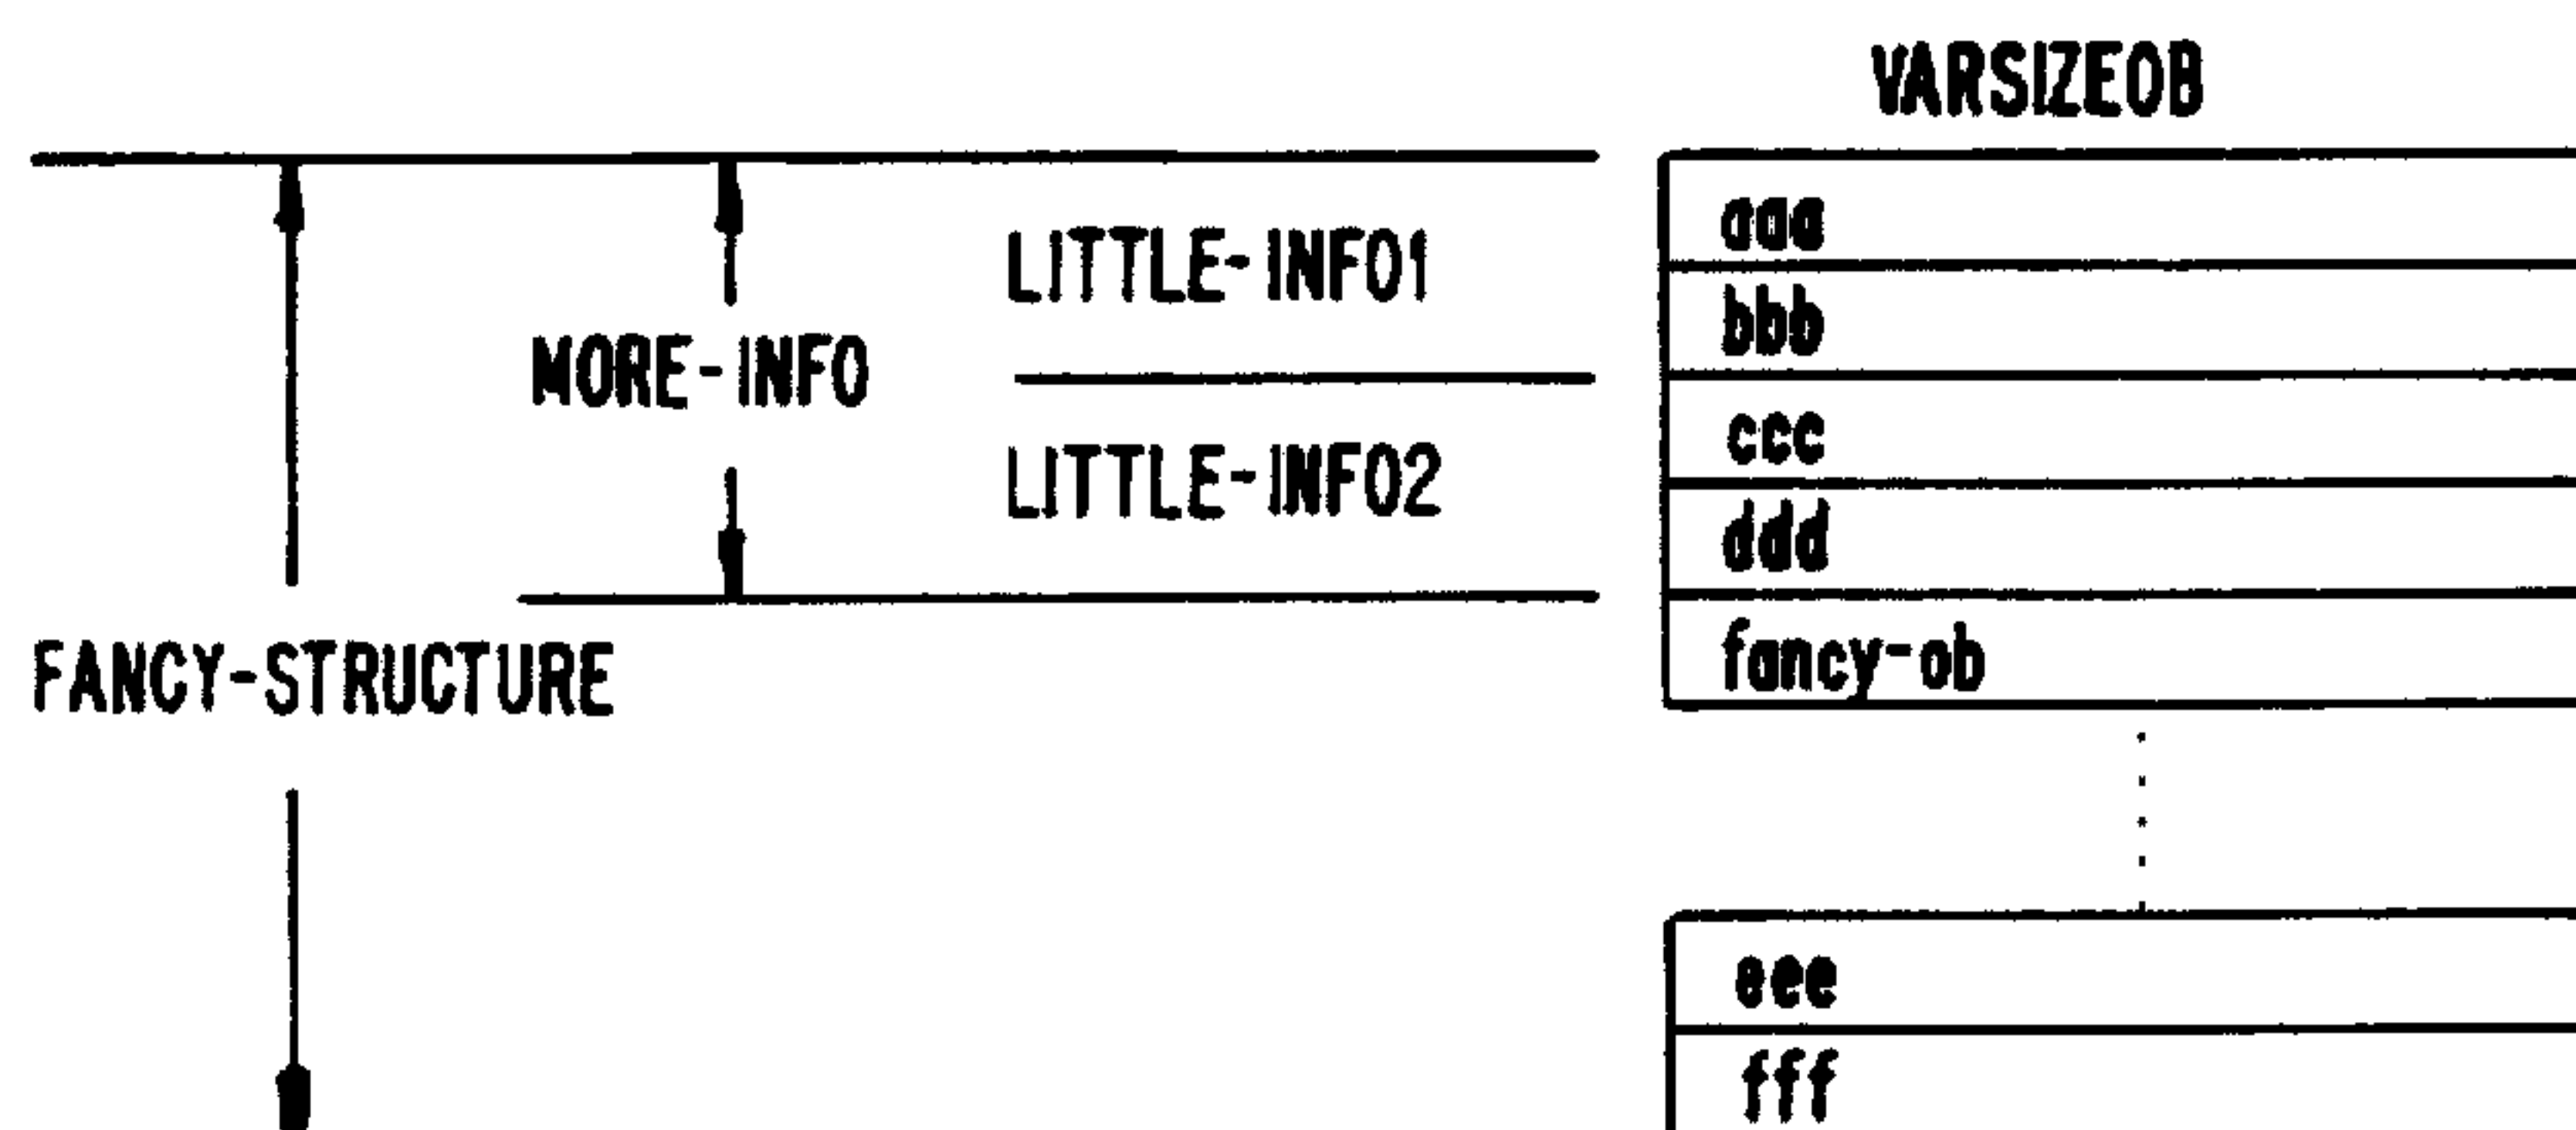 VARSIZEOB
aaa
LITTLE-INFO1
bbb
MORE-INFO
ccc
LITTLE-INFO2
ddd
fancy-ob
FANCY-STRUCTURE
eee
fff